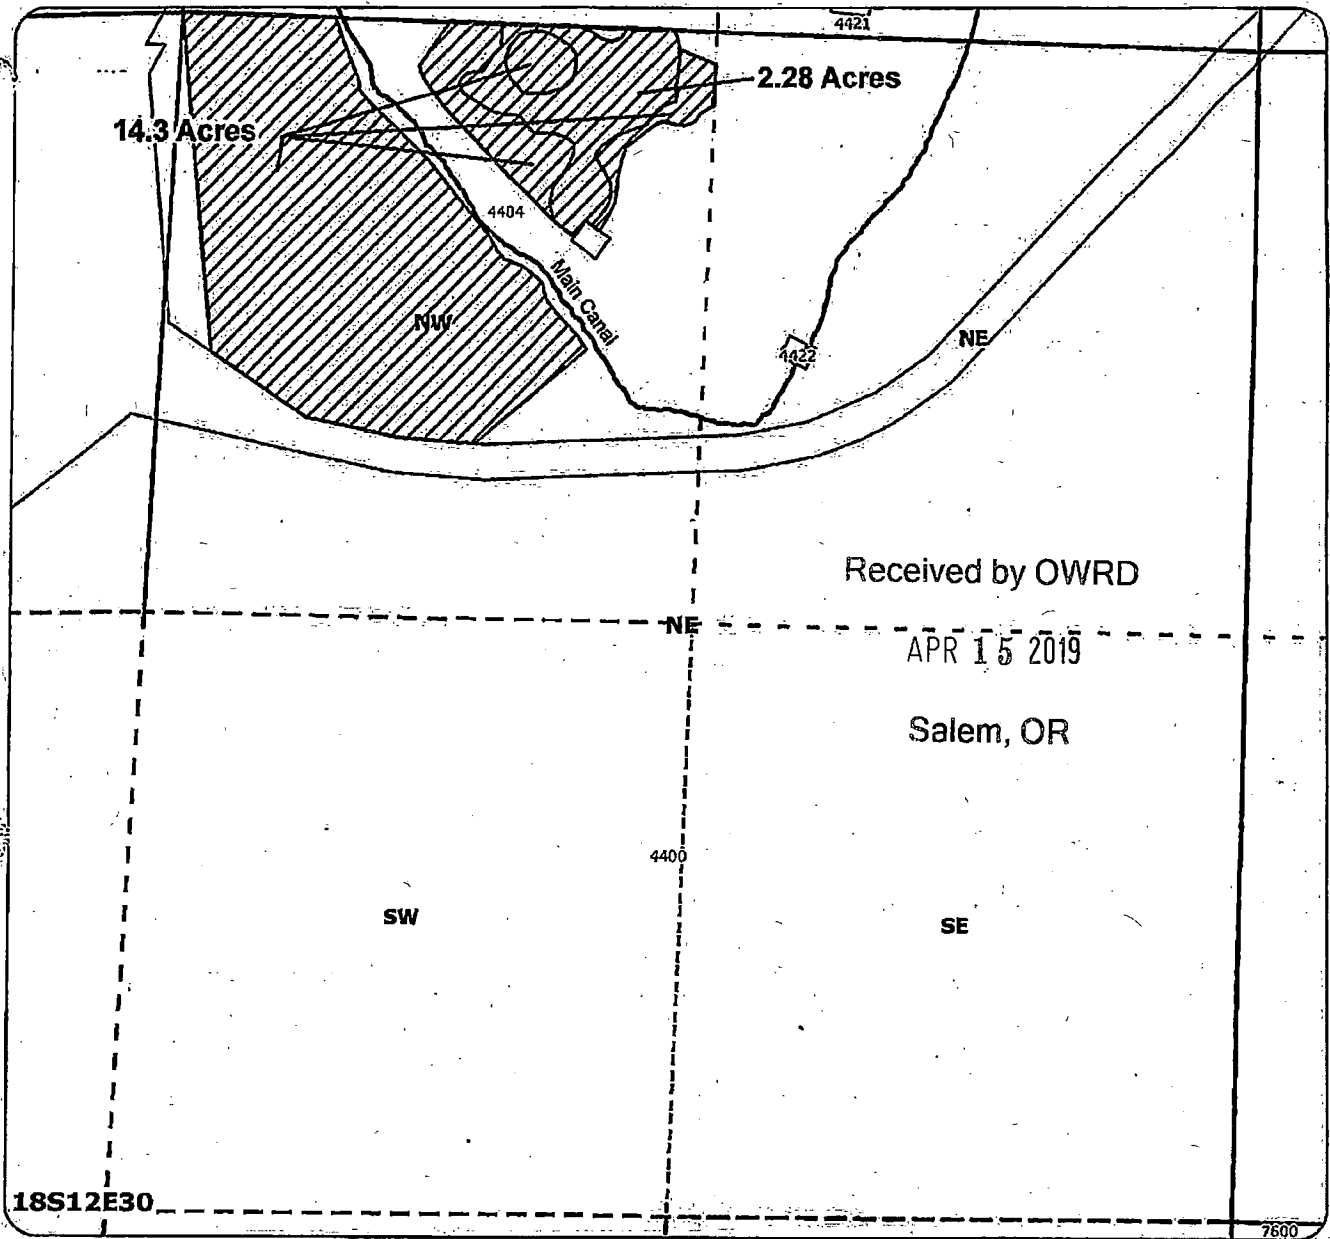 4421
2.28 Acres
14.3 Acres
4404
Main Canal
NW
4422
NE
Received by OWRD
NE
APR 15 2019
Salem, OR
4400
SW
SE
18S12E30
7600